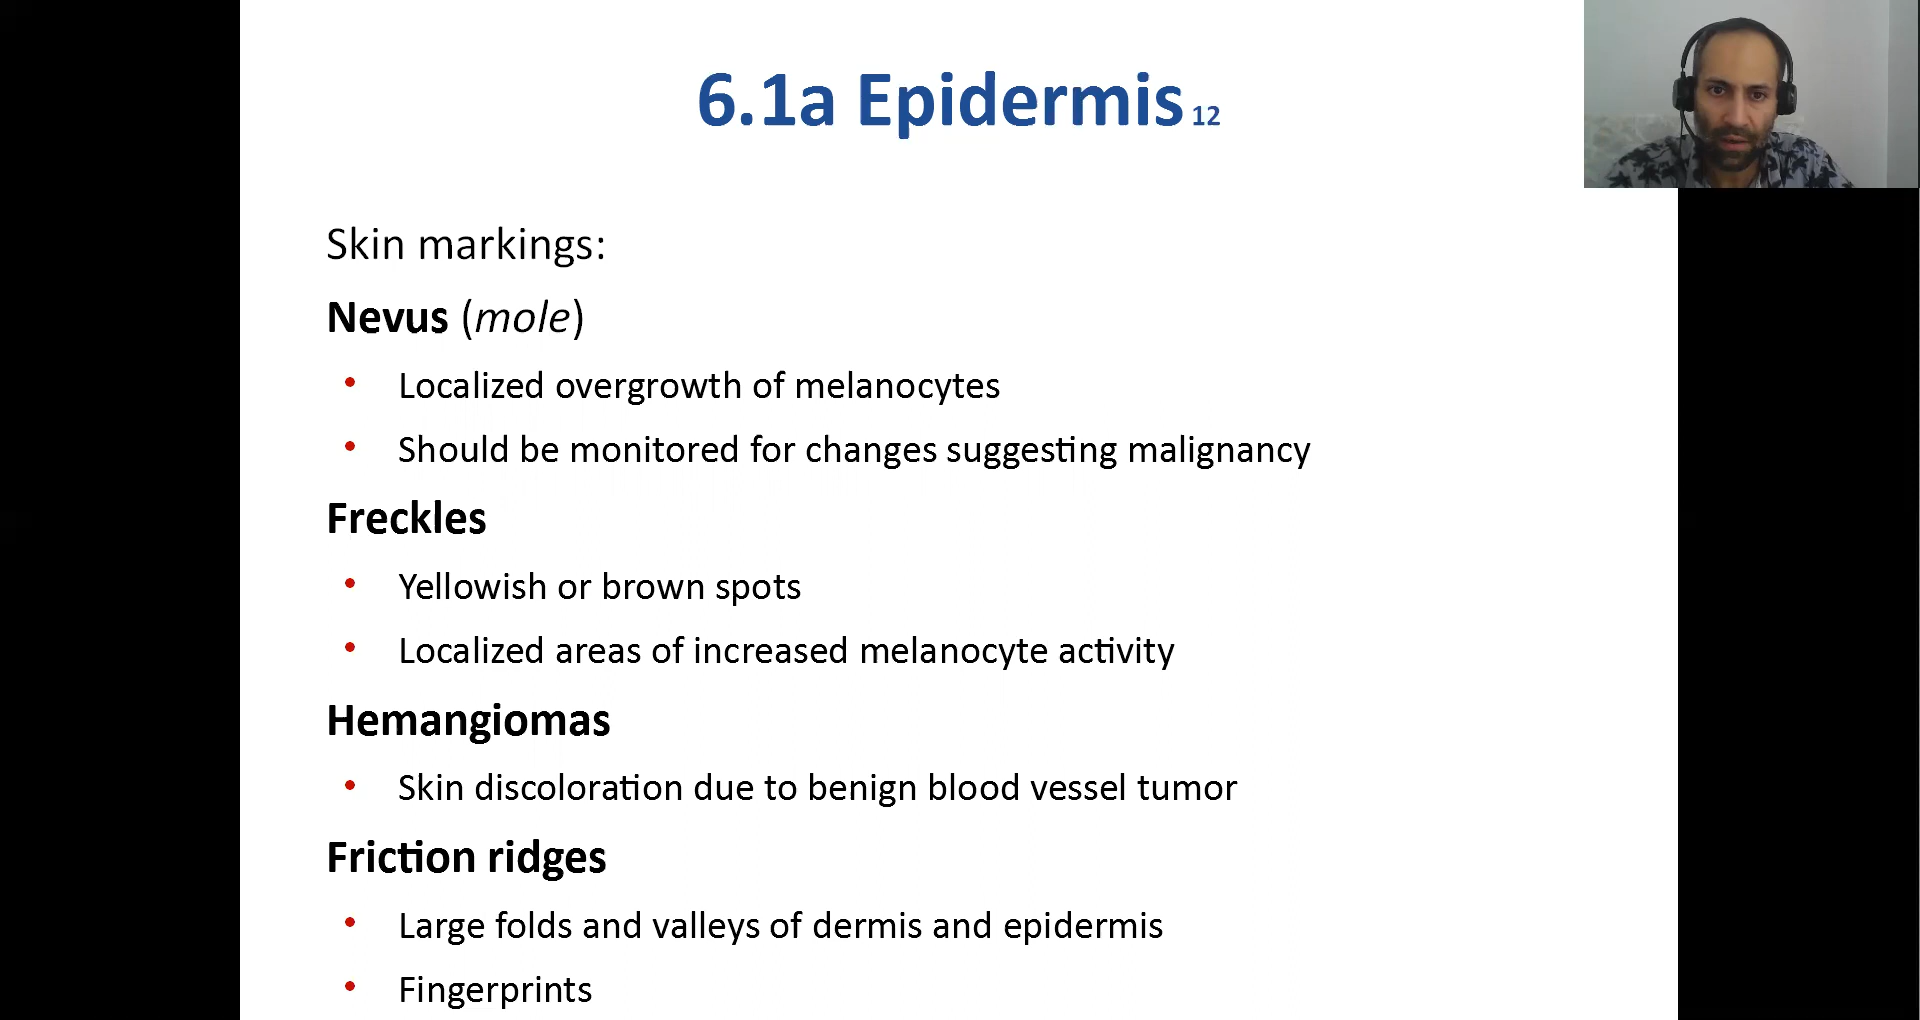 6.1a Epidermis 12
Skin markings:
Nevus (mole)
• Localized overgrowth of melanocytes
• Should be monitored for changes suggesting malignancy
Freckles
• Yellowish or brown spots
• Localized areas of increased melanocyte activity
Hemangiomas
• Skin discoloration due to benign blood vessel tumor
Friction ridges
• Large folds and valleys of dermis and epidermis
• Fingerprints